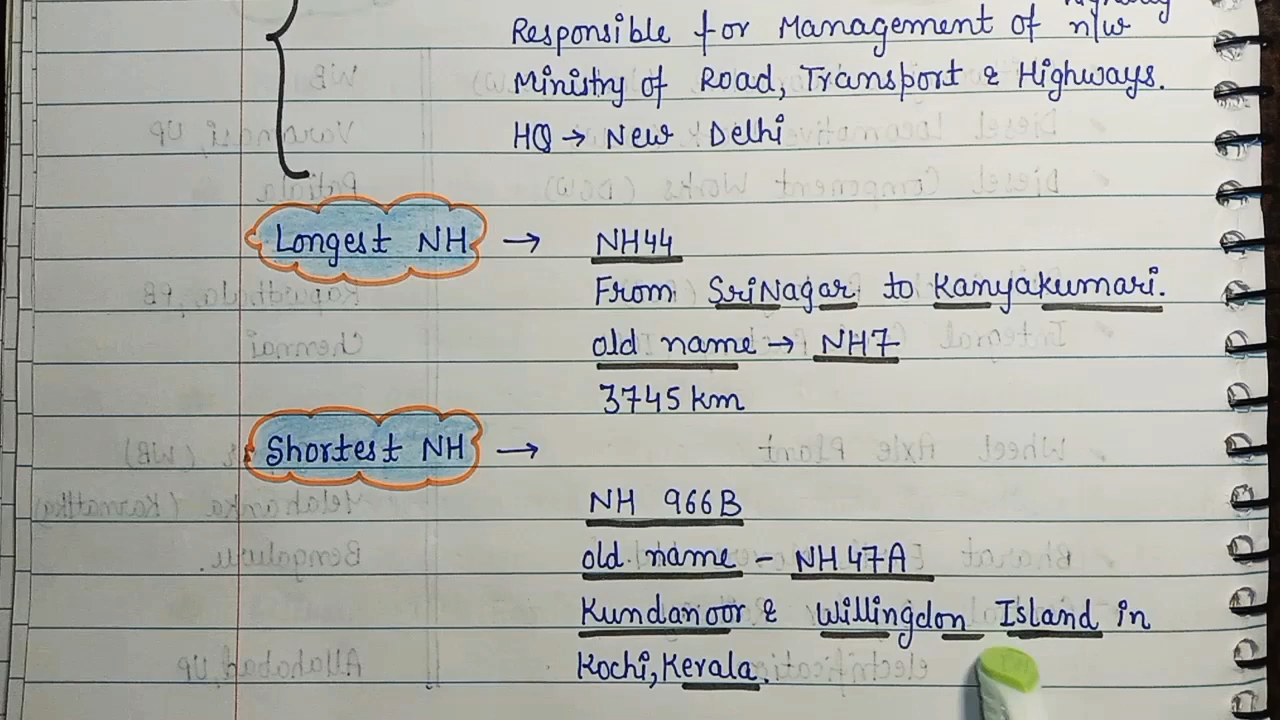 Responsible for Management of n/w
Ministry of Road, Transport & Highways.
HQ → New Delhi
Longest NH → NH44
From SriNagar to Kanyakumari.
old name → NH7
3745 km
Shortest NH →
NH 966B
old name - NH47A
Kundanoor & Willingdon Island in
Kochi, Kerala.